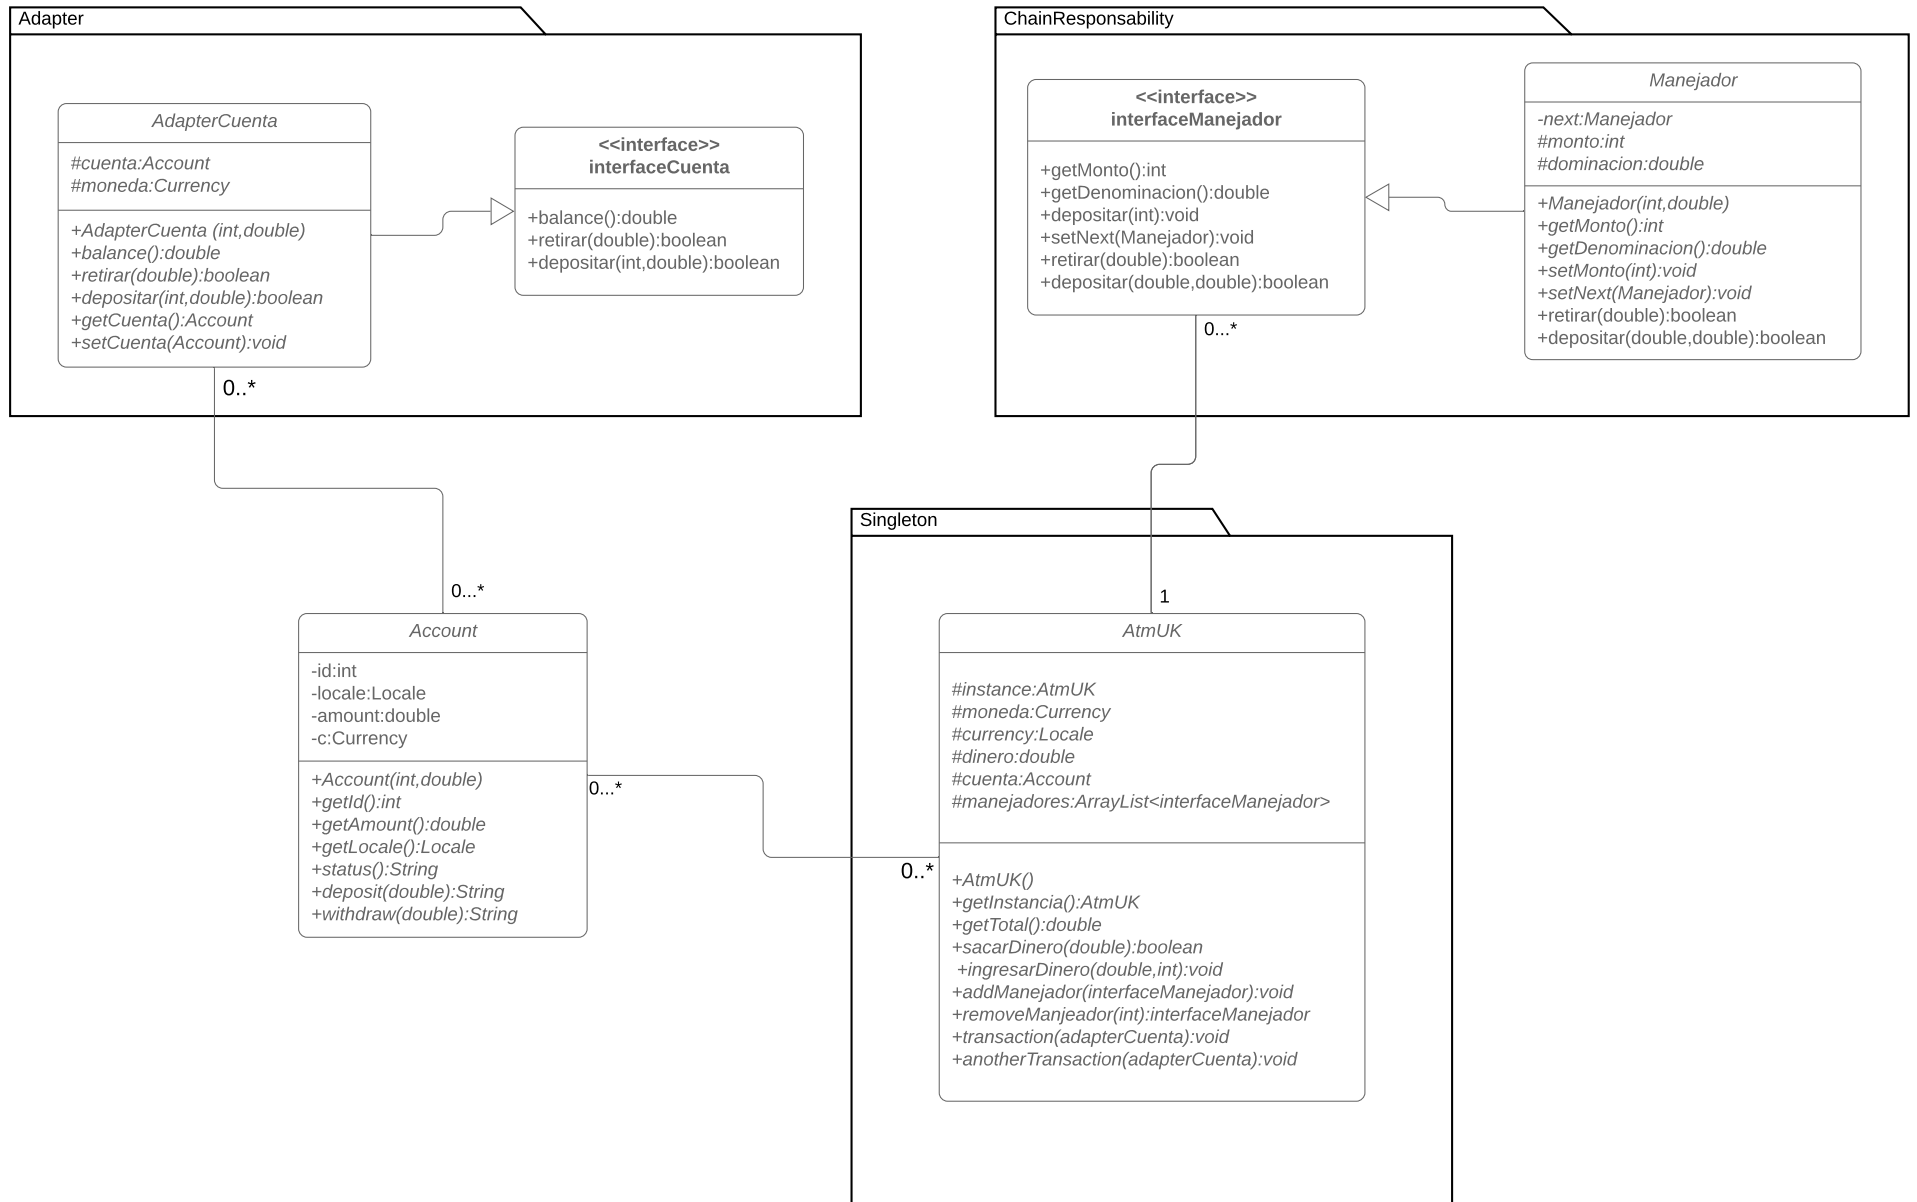 Adapter
AdapterCuenta
#cuenta:Account
#moneda:Currency
+AdapterCuenta (int,double)
+balance():double
+retirar(double):boolean
+depositar(int,double):boolean
+getCuenta():Account
+setCuenta(Account):void
<<interface>>
interfaceCuenta
+balance():double
+retirar(double):boolean
+depositar(int,double):boolean
0..*
ChainResponsability
<<interface>>
interfaceManejador
+getMonto():int
+getDenominacion():double
+depositar(int):void
+setNext(Manejador):void
+retirar(double):boolean
+depositar(double,double):boolean
0...*
Manejador
-next:Manejador
#monto:int
#dominacion:double
+Manejador(int,double)
+getMonto():int
+getDenominacion():double
+setMonto(int):void
+setNext(Manejador):void
+retirar(double):boolean
+depositar(double,double):boolean
0...*
Account
-id:int
-locale:Locale
-amount:double
-c:Currency
+Account(int,double)
+getId():int
+getAmount():double
+getLocale():Locale
+status():String
+deposit(double):String
+withdraw(double):String
0...*
0..*
Singleton
1
AtmUK
#instance:AtmUK
#moneda:Currency
#currency:Locale
#dinero:double
#cuenta:Account
#manejadores:ArrayList<interfaceManejador>
+AtmUK()
+getInstancia():AtmUK
+getTotal():double
+sacarDinero(double):boolean
+ingresarDinero(double,int):void
+addManejador(interfaceManejador):void
+removeManjeador(int):interfaceManejador
+transaction(adapterCuenta):void
+anotherTransaction(adapterCuenta):void